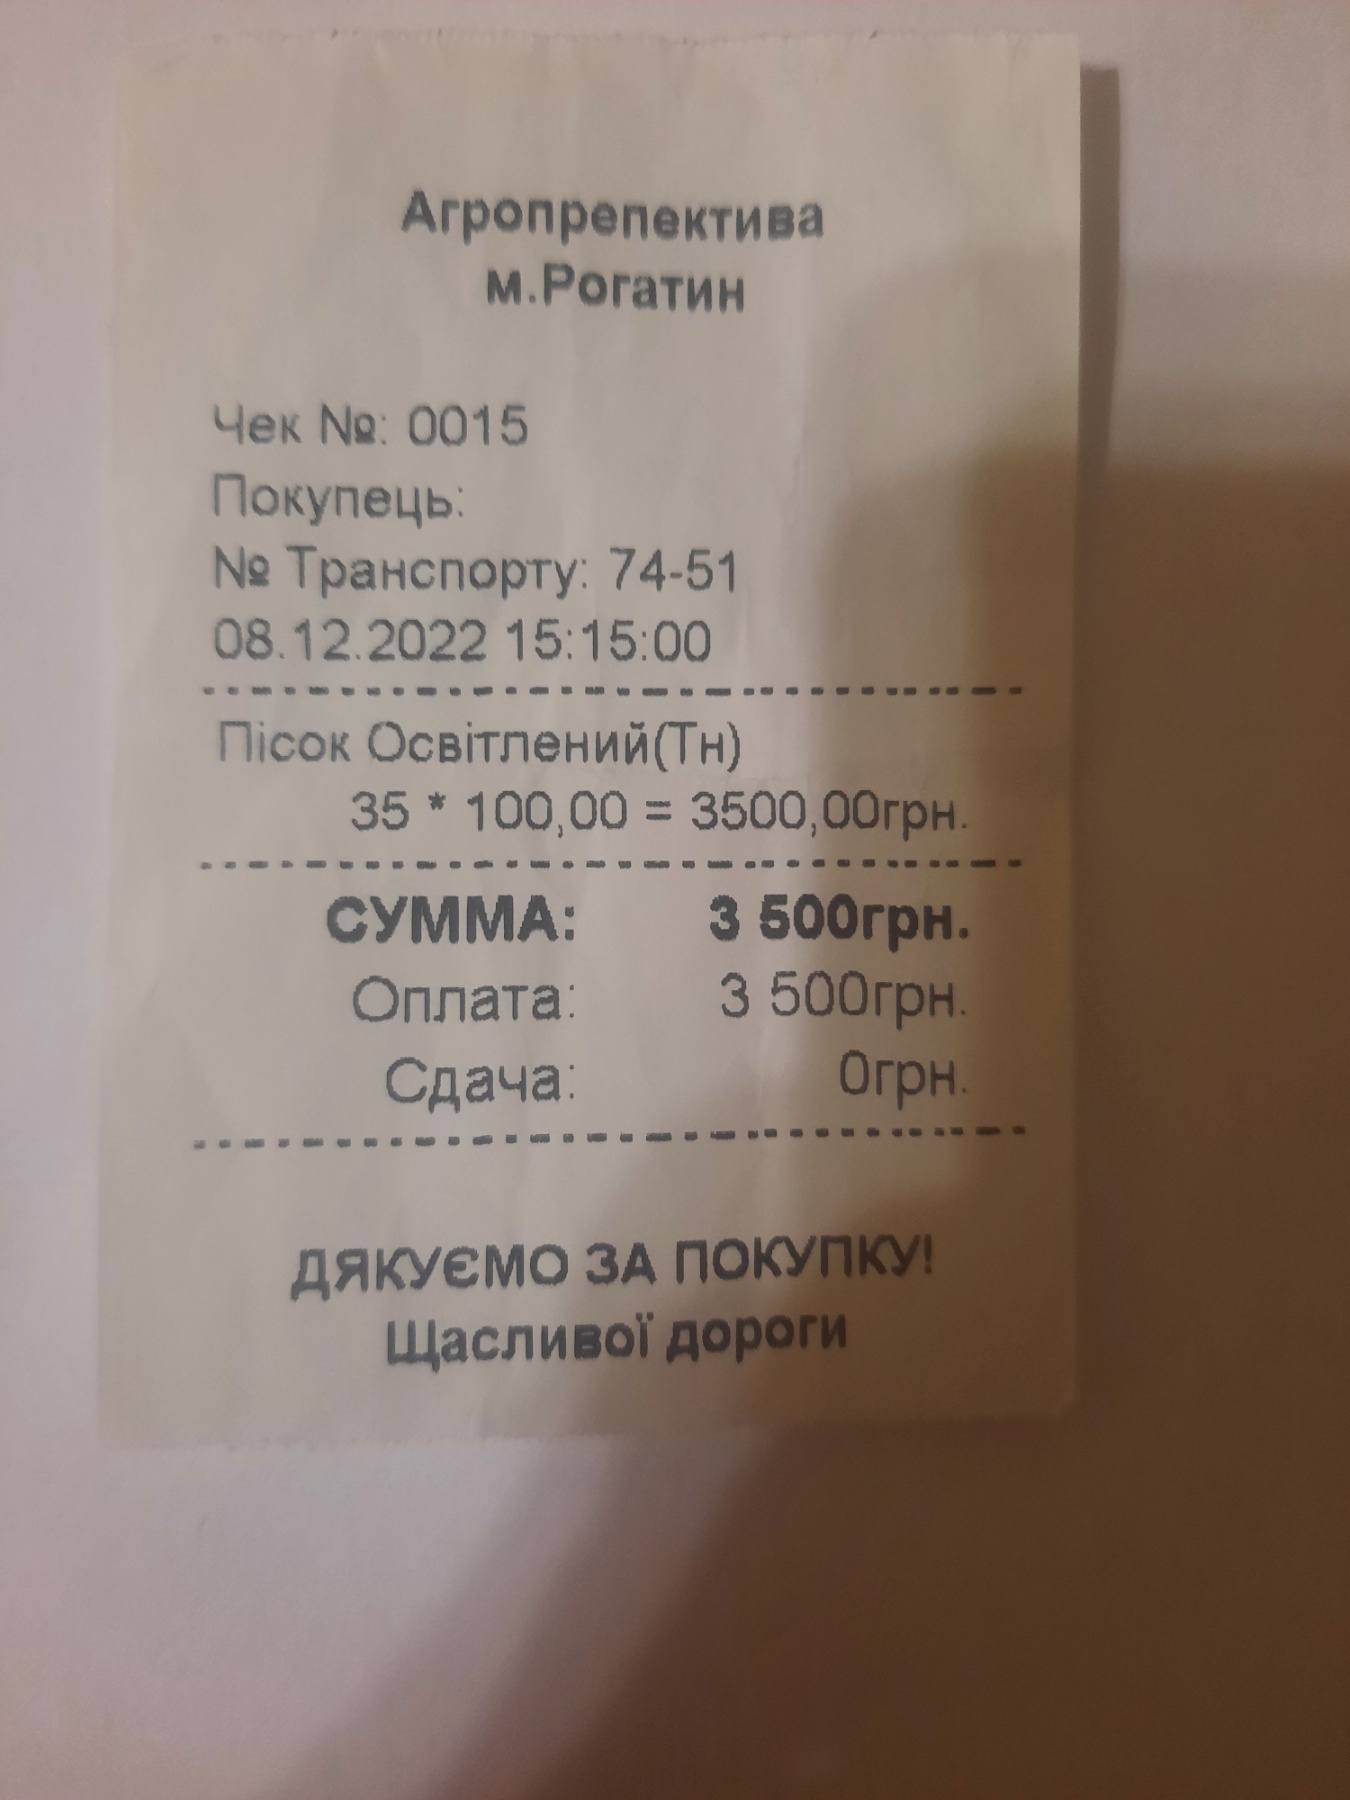 Агропрепектива
м.Рогатин
Чек №: 0015
Покупець:
№ Транспорту: 74-51
08.12.2022 15:15:00
Пісок Освітлений(Тн)
35 * 100,00 = 3500,00грн.
СУММА: 3 500грн.
Оплата: 3 500грн.
Сдача: 0грн.
ДЯКУЄМО ЗА ПОКУПКУ!
Щасливої дороги